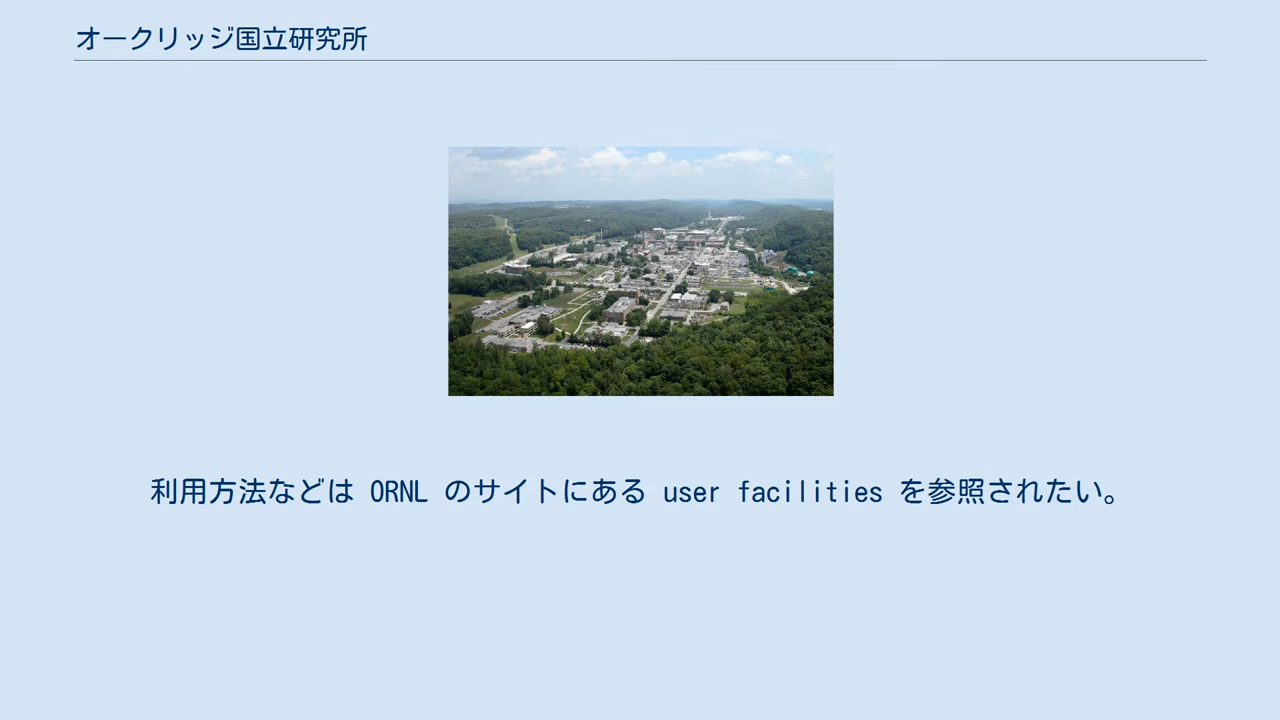 オークリッジ国立研究所
利用方法などは ORNL のサイトにある user facilities を参照されたい。